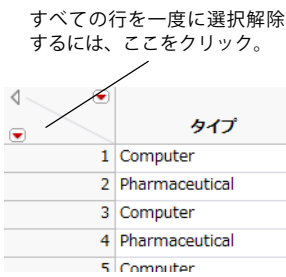 すべての行を一度に選択解除
するには、ここをクリック。
タイプ
1 Computer
2 Pharmaceutical
3 Computer
4 Pharmaceutical
5 Computer